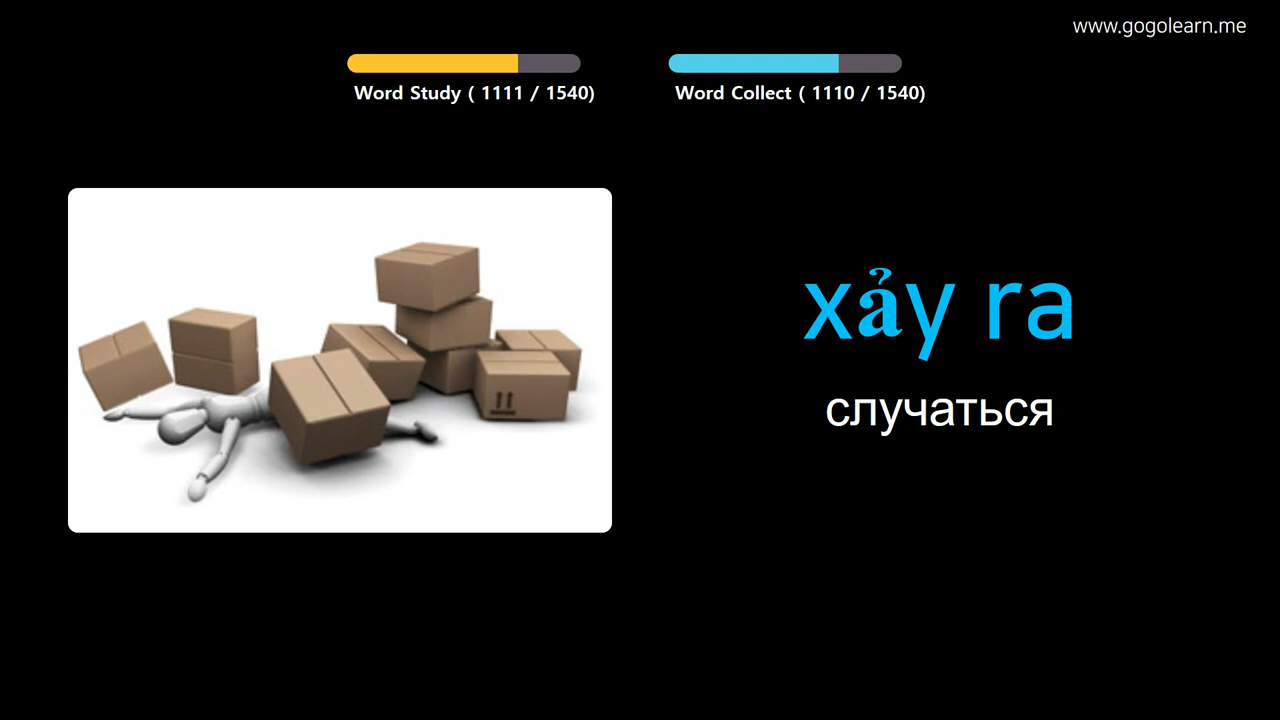 www.gogolearn.me
Word Study ( 1111 / 1540)
Word Collect ( 1110 / 1540)
xảy ra
случаться